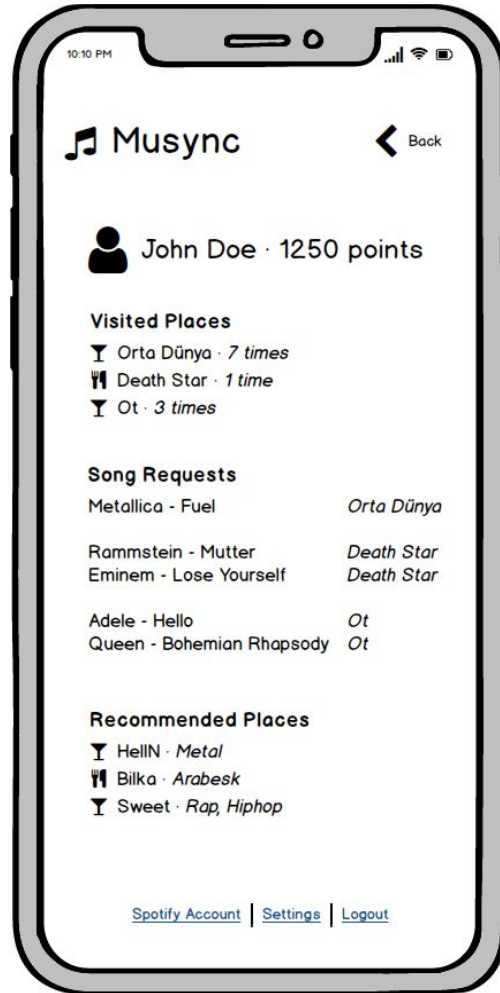 10:10 PM
Musync
Back
John Doe · 1250 points
Visited Places
Orta Dünya · 7 times
Death Star · 1 time
Ot · 3 times
Song Requests
Metallica - Fuel Orta Dünya
Rammstein - Mutter Death Star
Eminem - Lose Yourself Death Star
Adele - Hello Ot
Queen - Bohemian Rhapsody Ot
Recommended Places
HellN · Metal
Bilka · Arabesk
Sweet · Rap, Hiphop
Spotify Account | Settings | Logout